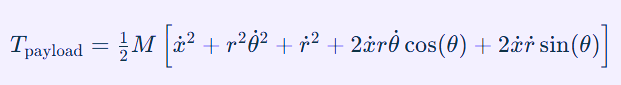 T_payload = ½M [ẋ² + r²θ̇² + ṙ² + 2ẋrθ̇ cos(θ) + 2ẋṙ sin(θ)]